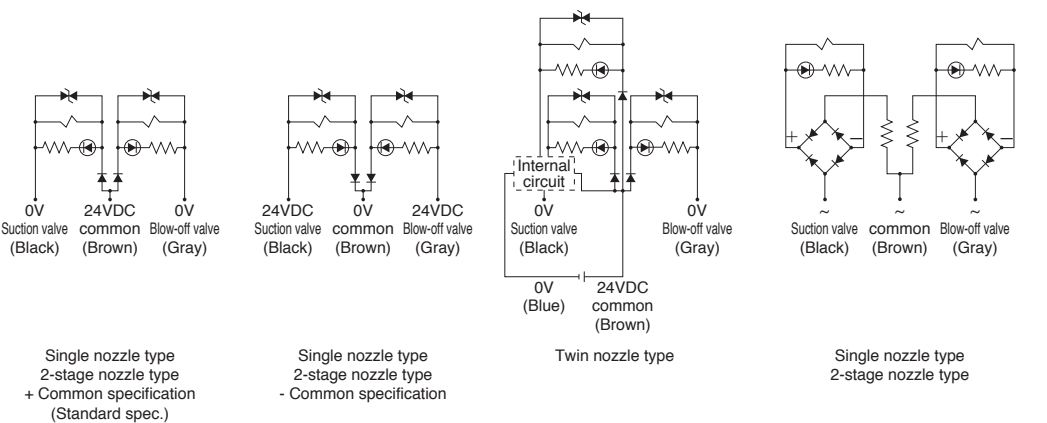 0V
Suction valve
(Black)
24VDC
common
(Brown)
0V
Blow-off valve
(Gray)
Single nozzle type
2-stage nozzle type
+ Common specification
(Standard spec.)
24VDC
Suction valve
(Black)
0V
common
(Brown)
24VDC
Blow-off valve
(Gray)
Single nozzle type
2-stage nozzle type
- Common specification
Internal
circuit
0V
Suction valve
(Black)
0V
Blow-off valve
(Gray)
0V
(Blue)
24VDC
common
(Brown)
Twin nozzle type
+
−
+
−
~
Suction valve
(Black)
~
common
(Brown)
~
Blow-off valve
(Gray)
Single nozzle type
2-stage nozzle type